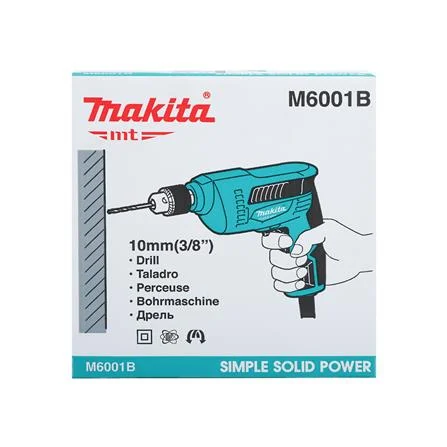 makita®
mt
M6001B
makita
10mm(3/8")
• Drill
• Taladro
• Perceuse
• Bohrmaschine
• Дрель
M6001B
SIMPLE SOLID POWER